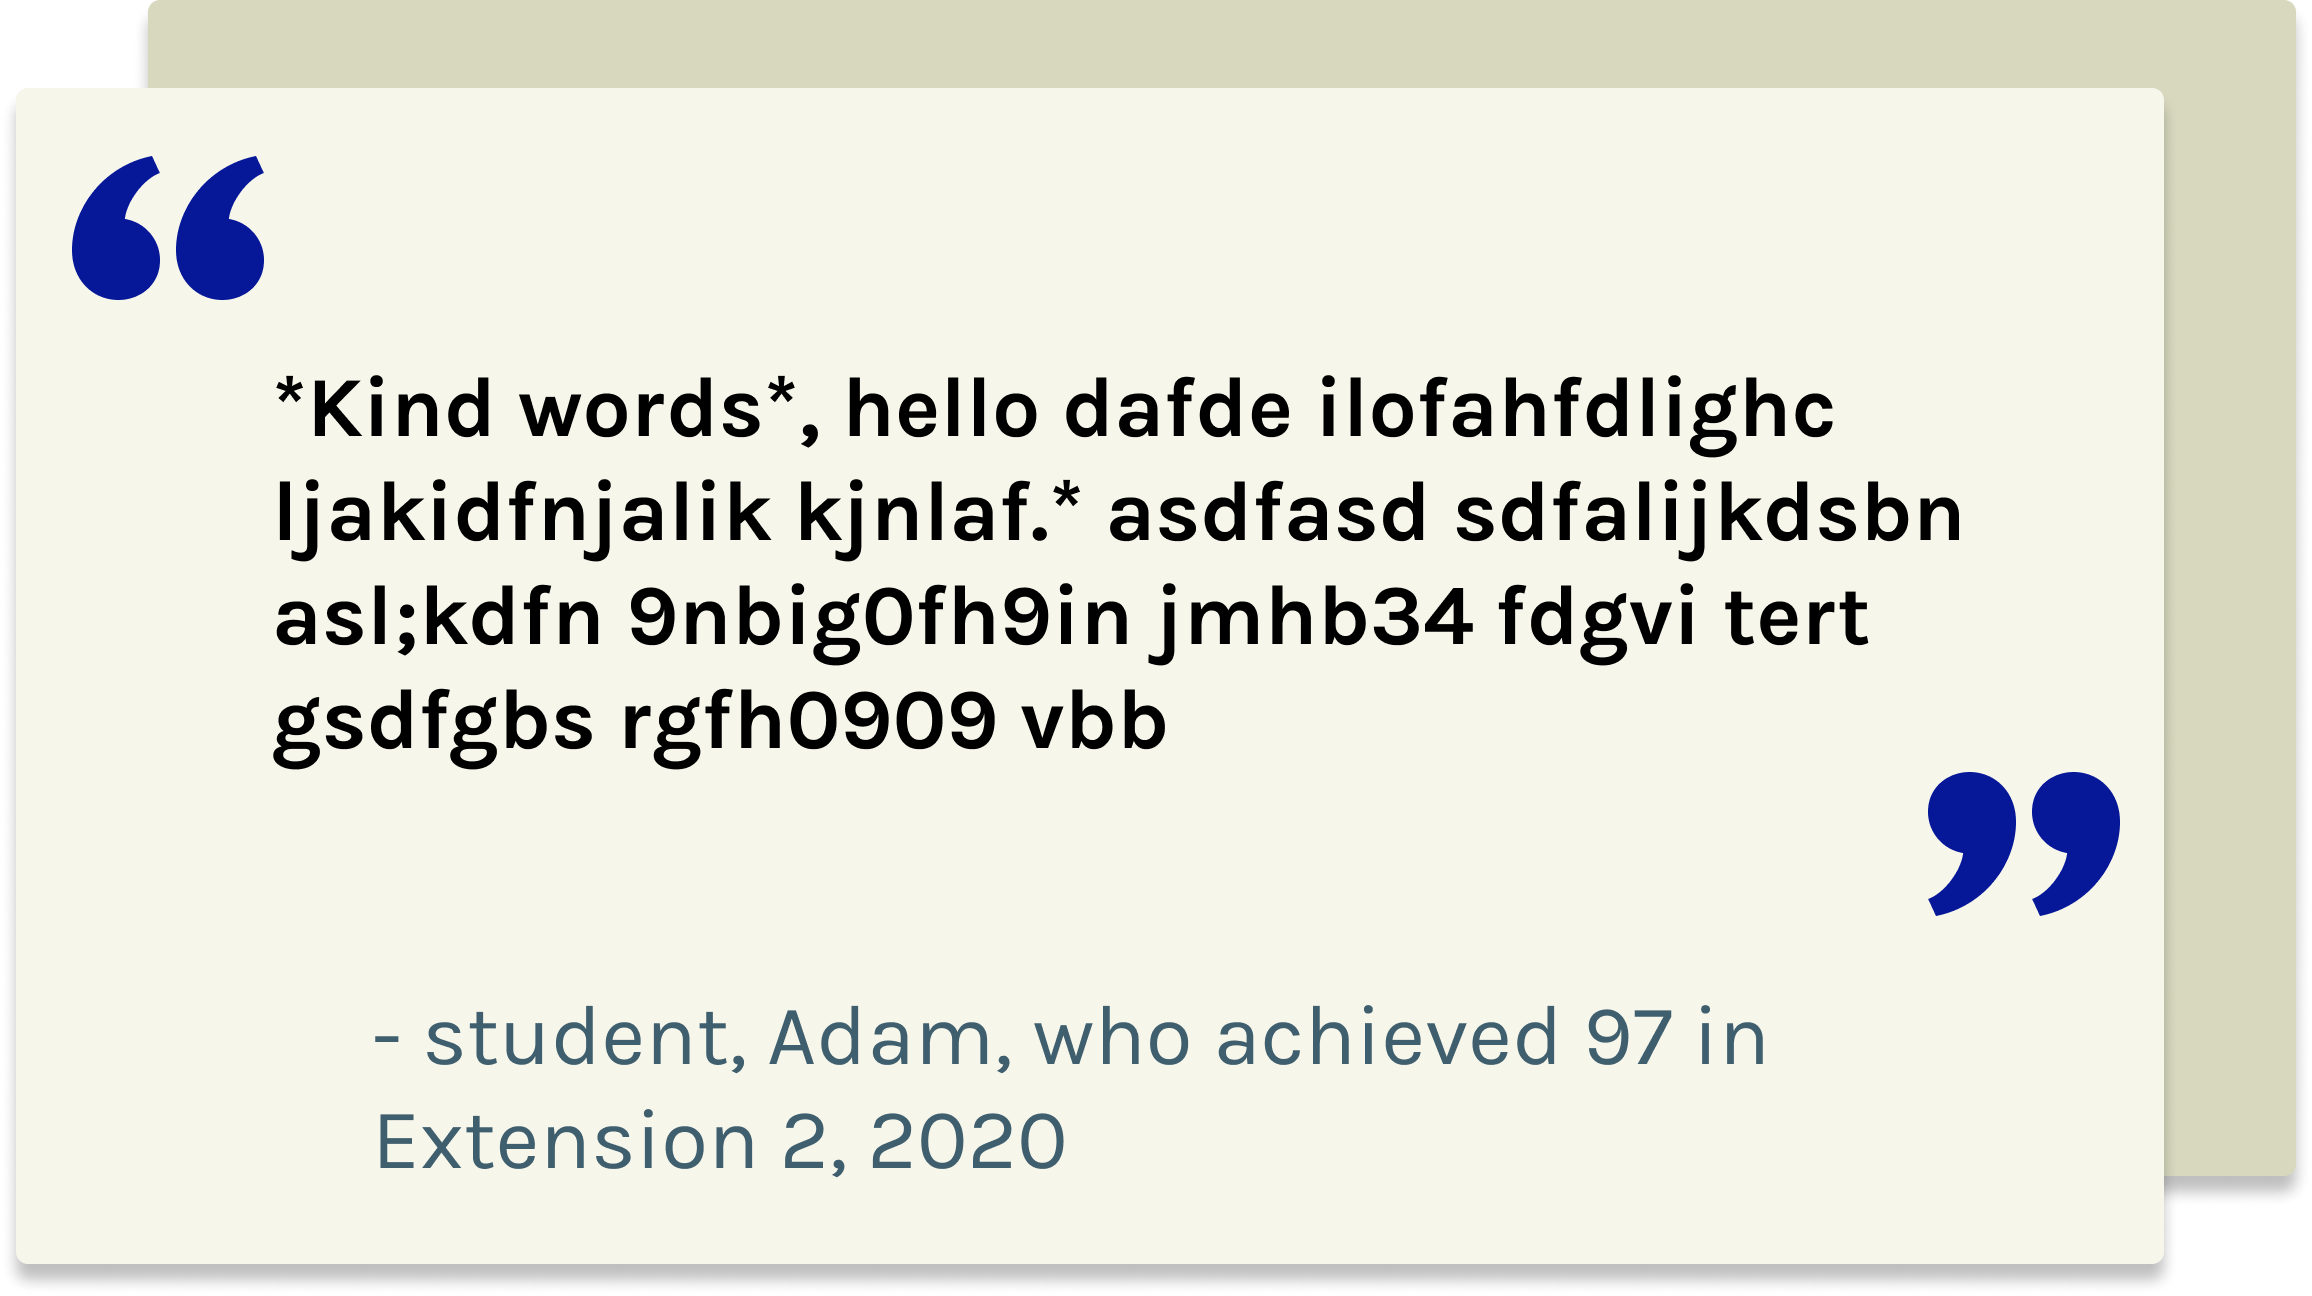 “
*Kind words*, hello dafde ilofahfdlighc
ljakidfnjalik kjnlaf.* asdfasd sdfalijkdsbn
asl;kdfn 9nbig0fh9in jmhb34 fdgvi tert
gsdfgbs rgfh0909 vbb
”
- student, Adam, who achieved 97 in
Extension 2, 2020